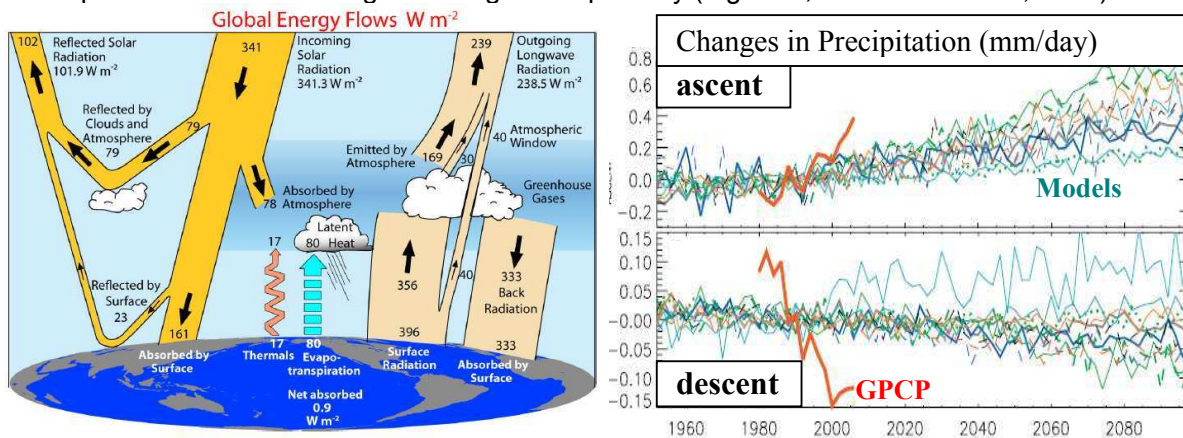 Global Energy Flows W m-2
102
Reflected Solar
Radiation
101.9 W m-2
341
Incoming
Solar
Radiation
341.3 W m-2
239
Outgoing
Longwave
Radiation
238.5 W m-2
Reflected by
Clouds and
Atmosphere
79
79
Emitted by
Atmosphere
169
30
40
Atmospheric
Window
Greenhouse
Gases
78
Absorbed by
Atmosphere
Latent
80 Heat
17
Reflected by
Surface
23
161
Absorbed by
Surface
17
Thermals
80
Evapo-
transpiration
356
40
396
Surface
Radiation
333
Back
Radiation
333
Absorbed by
Surface
Net absorbed
0.9
W m-2
Changes in Precipitation (mm/day)
ascent
0.8
0.6
0.4
0.2
0.0
-0.2
Models
0.15
0.10
0.05
-0.00
-0.05
-0.10
-0.15
descent
GPCP
1960
1980
2000
2020
2040
2060
2080